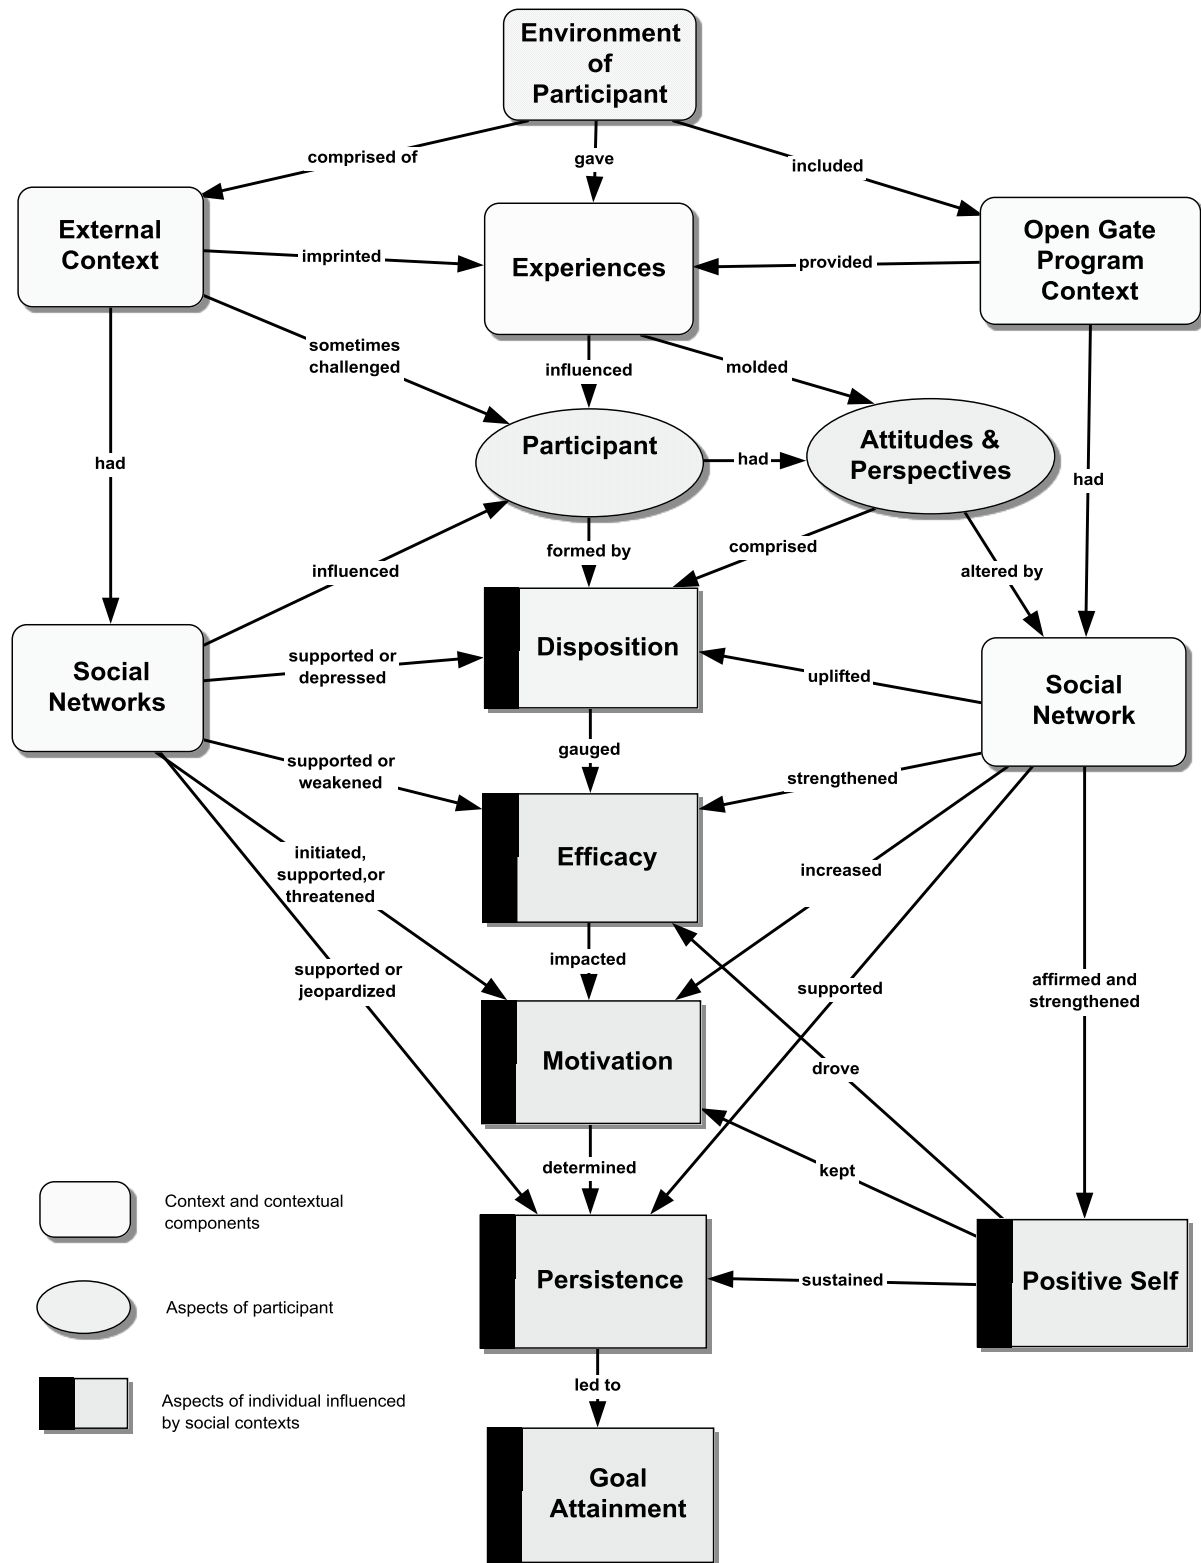 Environment
of
Participant
comprised of
gave
included
External
Context
imprinted
Experiences
provided
Open Gate
Program
Context
sometimes
challenged
influenced
molded
had
Participant
had
Attitudes &
Perspectives
had
formed by
comprised
altered by
influenced
Social
Networks
supported or
depressed
Disposition
uplifted
Social
Network
gauged
supported or
weakened
strengthened
Efficacy
initiated,
supported,or
threatened
increased
impacted
supported or
jeopardized
supported
affirmed and
strengthened
Motivation
drove
determined
kept
Persistence
sustained
Positive Self
led to
Goal
Attainment
Context and contextual
components
Aspects of participant
Aspects of individual influenced
by social contexts